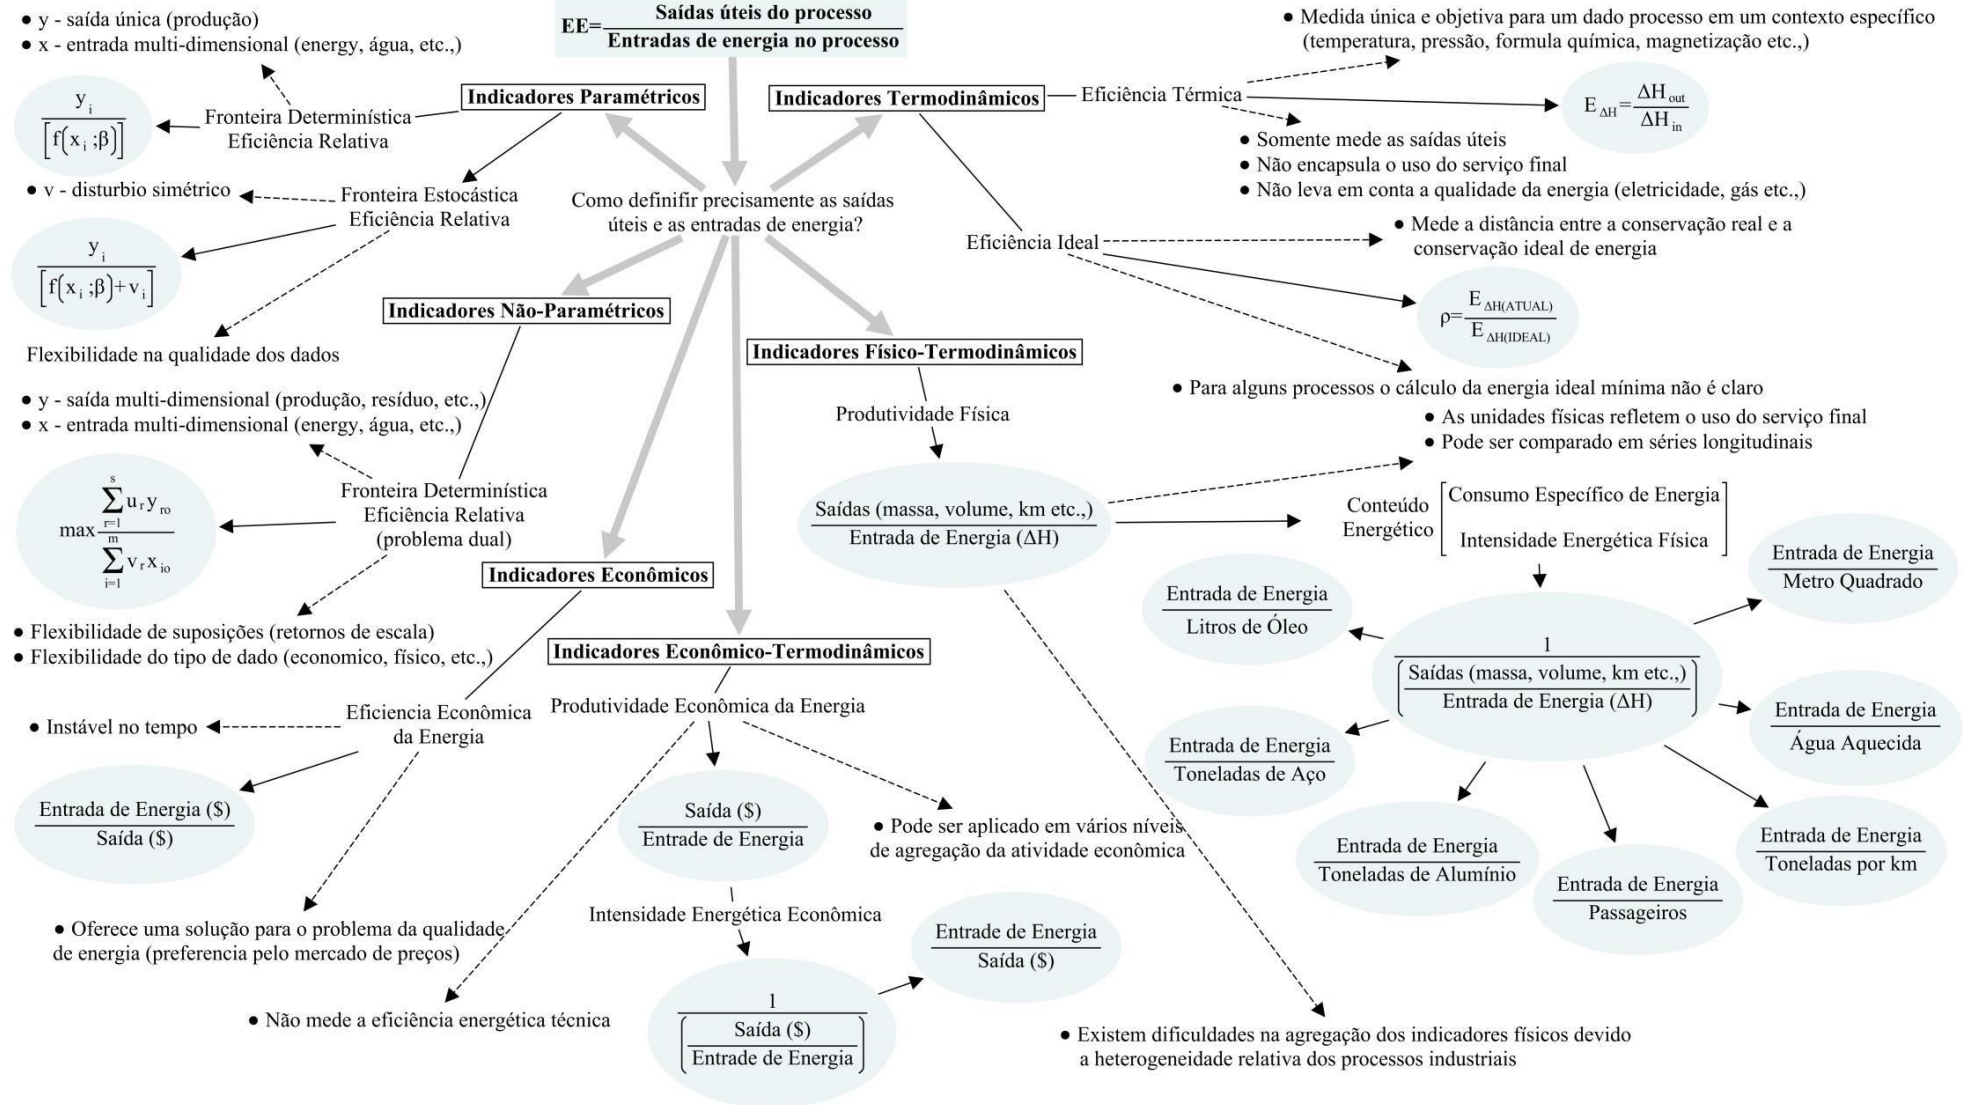 ● y - saída única (produção)
● x - entrada multi-dimensional (energy, água, etc.,)
EE=
Saídas úteis do processo
Entradas de energia no processo
● Medida única e objetiva para um dado processo em um contexto específico
(temperatura, pressão, formula química, magnetização etc.,)
Indicadores Paramétricos
Indicadores Termodinâmicos
Eficiência Térmica
E ΔH = ΔH out
ΔH in
y i
[f(x i ;β)]
Fronteira Determinística
Eficiência Relativa
● Somente mede as saídas úteis
● Não encapsula o uso do serviço final
● Não leva em conta a qualidade da energia (eletricidade, gás etc.,)
● v - disturbio simétrico
Fronteira Estocástica
Eficiência Relativa
Como definifir precisamente as saídas
úteis e as entradas de energia?
Eficiência Ideal
● Mede a distância entre a conservação real e a
conservação ideal de energia
y i
[f(x i ;β)+v i]
Indicadores Não-Paramétricos
ρ= E ΔH(ATUAL)
E ΔH(IDEAL)
Flexibilidade na qualidade dos dados
Indicadores Físico-Termodinâmicos
● Para alguns processos o cálculo da energia ideal mínima não é claro
● y - saída multi-dimensional (produção, resíduo, etc.,)
● x - entrada multi-dimensional (energy, água, etc.,)
Produtividade Física
● As unidades físicas refletem o uso do serviço final
● Pode ser comparado em séries longitudinais
s
∑ u r y ro
r=1
max
m
∑ v r x io
i=1
Fronteira Determinística
Eficiência Relativa
(problema dual)
Saídas (massa, volume, km etc.,)
Entrada de Energia (ΔH)
Conteúdo
Energético
Consumo Específico de Energia
Intensidade Energética Física
Indicadores Econômicos
Entrada de Energia
Metro Quadrado
Entrada de Energia
Litros de Óleo
● Flexibilidade de suposições (retornos de escala)
● Flexibilidade do tipo de dado (economico, físico, etc.,)
Indicadores Econômico-Termodinâmicos
1
(Saídas (massa, volume, km etc.,)
Entrada de Energia (ΔH))
● Instável no tempo
Eficiencia Econômica
da Energia
Produtividade Econômica da Energia
Entrada de Energia
Toneladas de Aço
Entrada de Energia
Água Aquecida
Entrada de Energia ($)
Saída ($)
Saída ($)
Entrade de Energia
● Pode ser aplicado em vários níveis
de agregação da atividade econômica
Entrada de Energia
Toneladas de Alumínio
Entrada de Energia
Passageiros
Entrada de Energia
Toneladas por km
● Oferece uma solução para o problema da qualidade
de energia (preferencia pelo mercado de preços)
Intensidade Energética Econômica
Entrade de Energia
Saída ($)
● Não mede a eficiência energética técnica
1
(Saída ($)
Entrade de Energia)
● Existem dificuldades na agregação dos indicadores físicos devido
a heterogeneidade relativa dos processos industriais